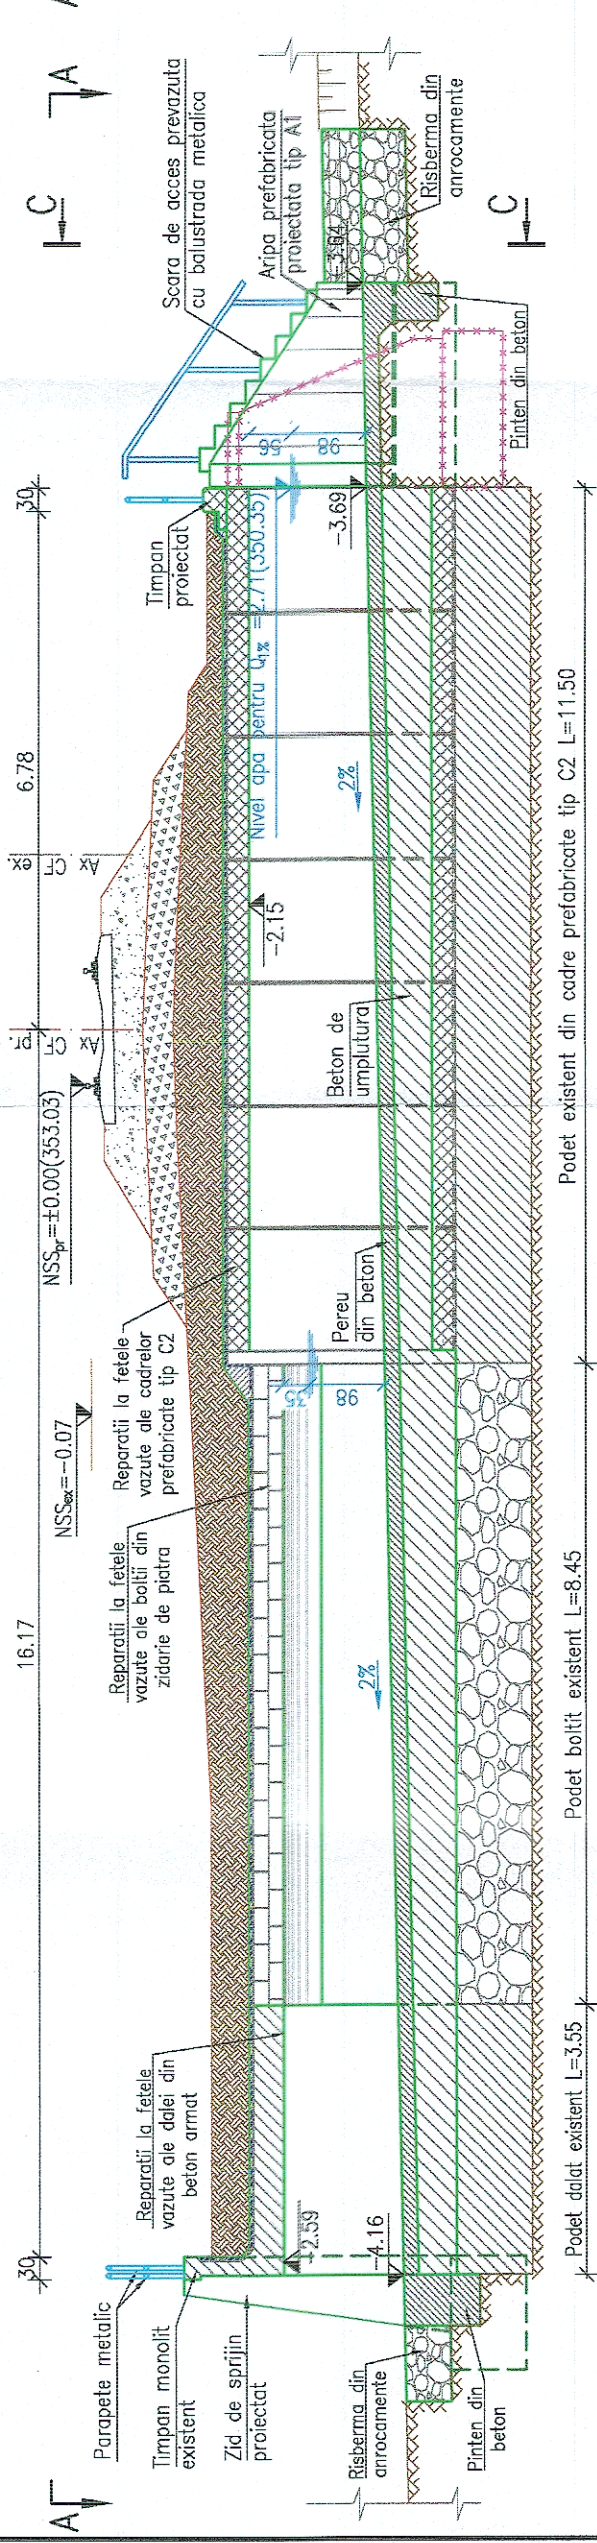 A
A
C
C
30
16.17
6.78
30
Parapete metalic
Timpan monolit
existent
Zid de sprijin
proiectat
Risberma din
anrocamente
Pinten din
beton
Reparatii la fetele
vazute ale dalei din
beton armat
-2.59
-4.16
Reparatii la fetele
vazute ale boltii din
zidarie de piatra
Reparatii la fetele
vazute ale cadrelor
prefabricate tip C2
NSSex=-0.07
NSSpr=±0.00(353.03)
Ax
CF
pr.
Ax
CF
ex.
2%
35
98
Pereu
din beton
Beton de
umplutura
-2.15
2%
Nivel apa pentru Q1% =-2.71(350.35)
-3.69
56
98
Timpan
proiectat
Scara de acces prevazuta
cu balustrada metalica
Aripa prefabricata
proiectata tip A1
-3.64
Risberma din
anrocamente
Pinten din beton
Podet dalat existent L=3.55
Podet boltit existent L=8.45
Podet existent din cadre prefabricate tip C2 L=11.50